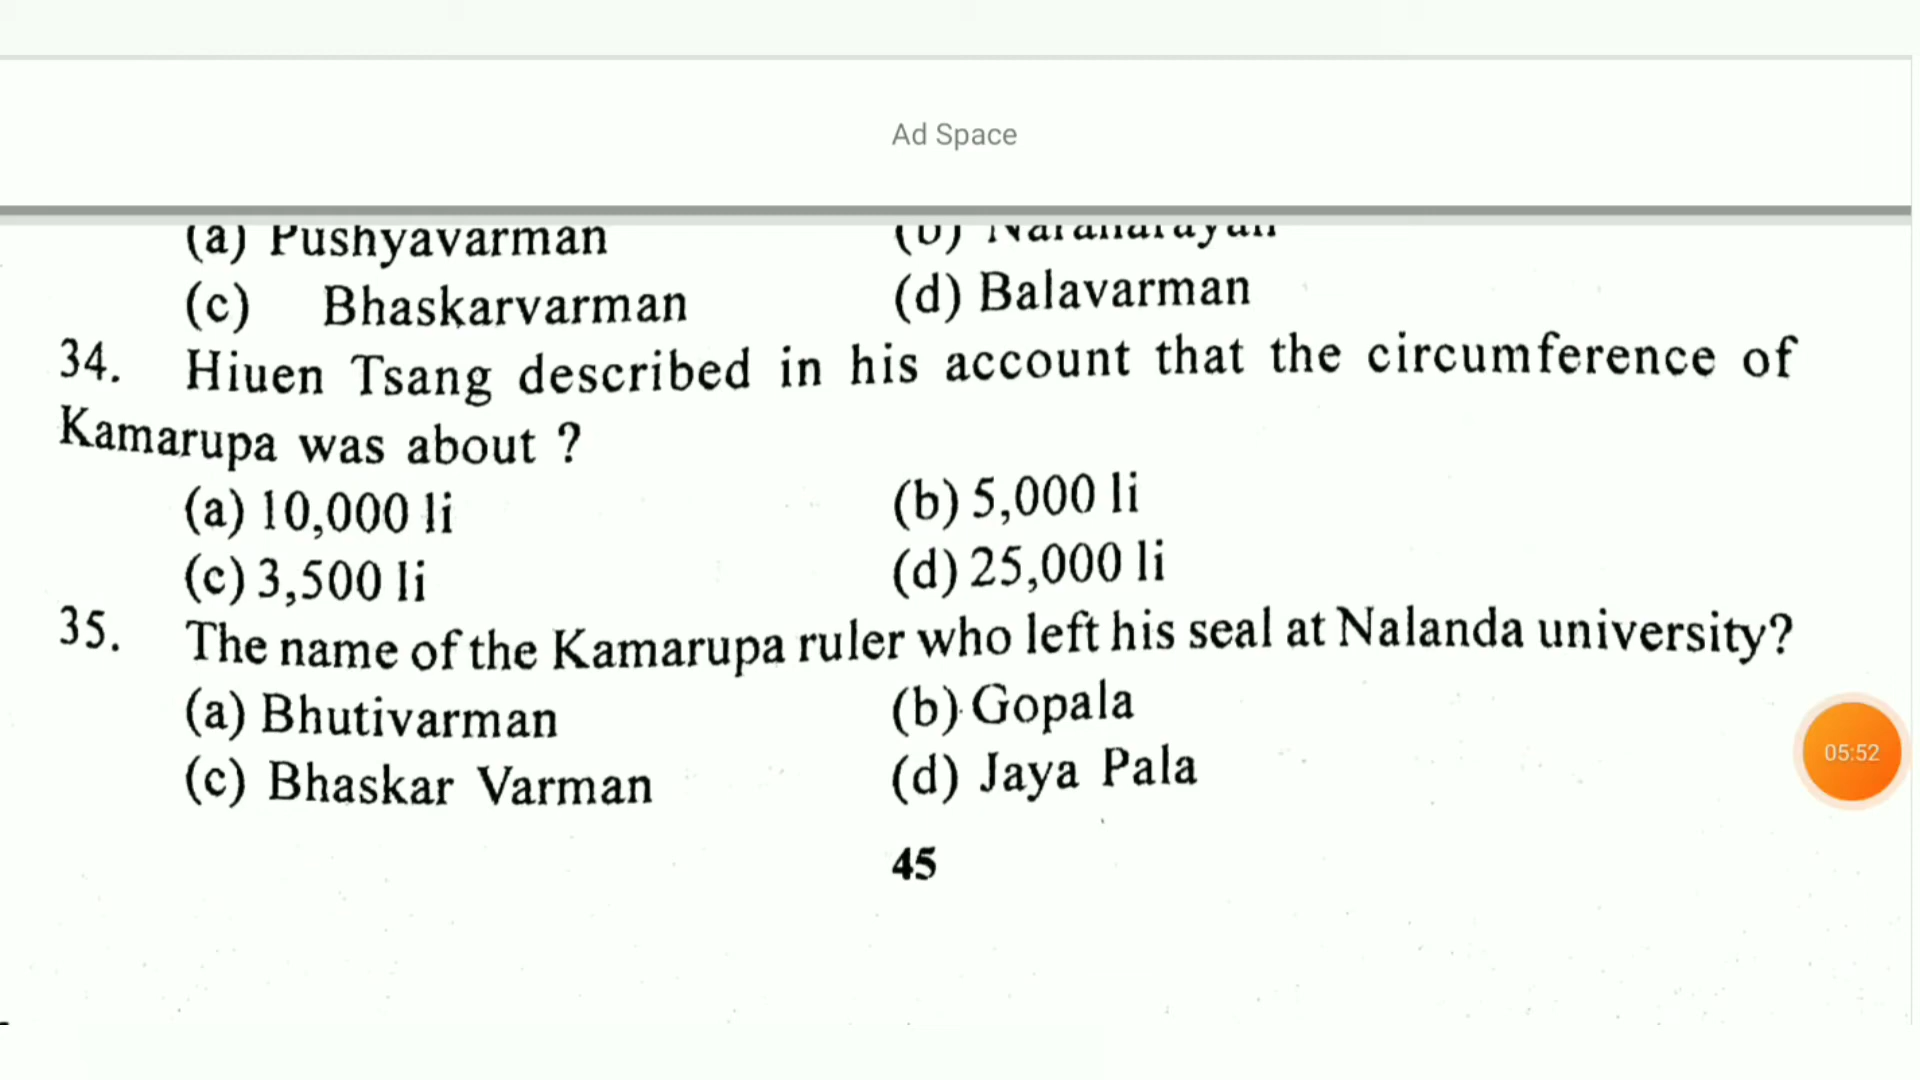 Ad Space
(a) Pushyavarman
(c) Bhaskarvarman (d) Balavarman
34. Hiuen Tsang described in his account that the circumference of
Kamarupa was about ?
(a) 10,000 li (b) 5,000 li
(c) 3,500 li (d) 25,000 li
35. The name of the Kamarupa ruler who left his seal at Nalanda university?
(a) Bhutivarman (b) Gopala
(c) Bhaskar Varman (d) Jaya Pala
05:52
45